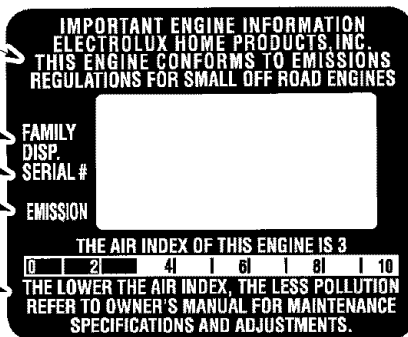 IMPORTANT ENGINE INFORMATION
ELECTROLUX HOME PRODUCTS, INC.
THIS ENGINE CONFORMS TO EMISSIONS
REGULATIONS FOR SMALL OFF ROAD ENGINES
FAMILY
DISP.
SERIAL #
EMISSION
THE AIR INDEX OF THIS ENGINE IS 3
0 2 4 6 8 10
THE LOWER THE AIR INDEX, THE LESS POLLUTION
REFER TO OWNER'S MANUAL FOR MAINTENANCE
SPECIFICATIONS AND ADJUSTMENTS.